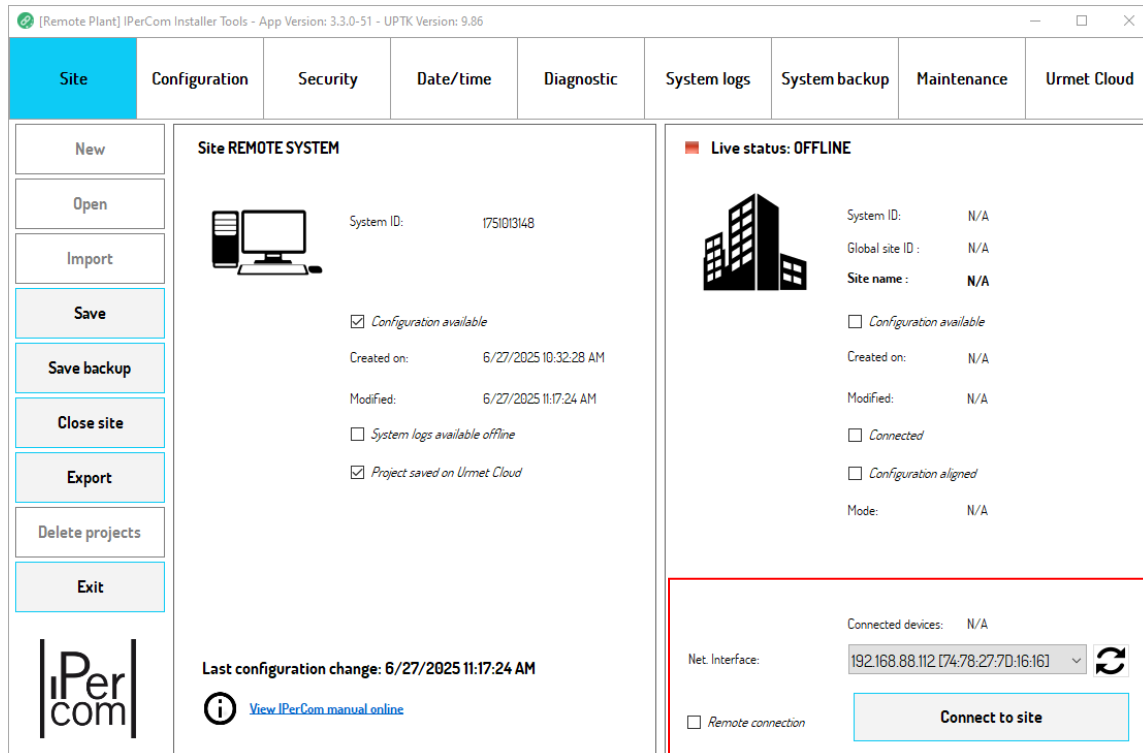 [Remote Plant] IPerCom Installer Tools - App Version: 3.3.0-51 - UPTK Version: 9.86
Site
Configuration
Security
Date/time
Diagnostic
System logs
System backup
Maintenance
Urmet Cloud
New
Open
Import
Save
Save backup
Close site
Export
Delete projects
Exit
iPer
com
Site REMOTE SYSTEM
System ID: 1751013148
Configuration available
Created on: 6/27/2025 10:32:28 AM
Modified: 6/27/2025 11:17:24 AM
System logs available offline
Project saved on Urmet Cloud
Last configuration change: 6/27/2025 11:17:24 AM
View IPerCom manual online
Live status: OFFLINE
System ID: N/A
Global site ID : N/A
Site name : N/A
Configuration available
Created on: N/A
Modified: N/A
Connected
Configuration aligned
Mode: N/A
Connected devices: N/A
Net. Interface: 192.168.88.112 [74:78:27:7D:16:16]
Remote connection
Connect to site